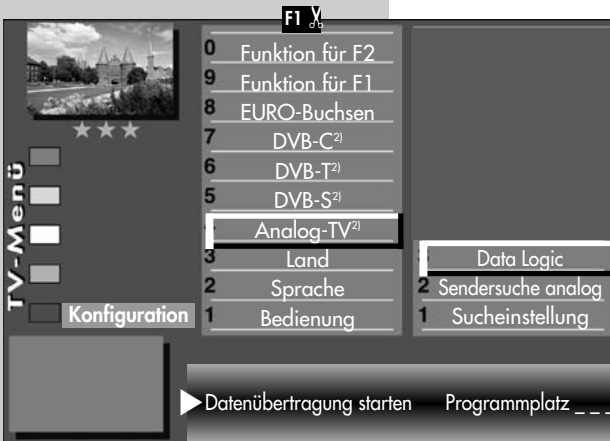 F1
0 Funktion für F2
9 Funktion für F1
8 EURO-Buchsen
7 DVB-C2)
6 DVB-T2)
5 DVB-S2)
Analog-TV2)
3 Land
2 Sprache
1 Bedienung
TV-Menü
Konfiguration
3 Data Logic
2 Sendersuche analog
1 Sucheinstellung
Datenübertragung starten Programmplatz _ _ _